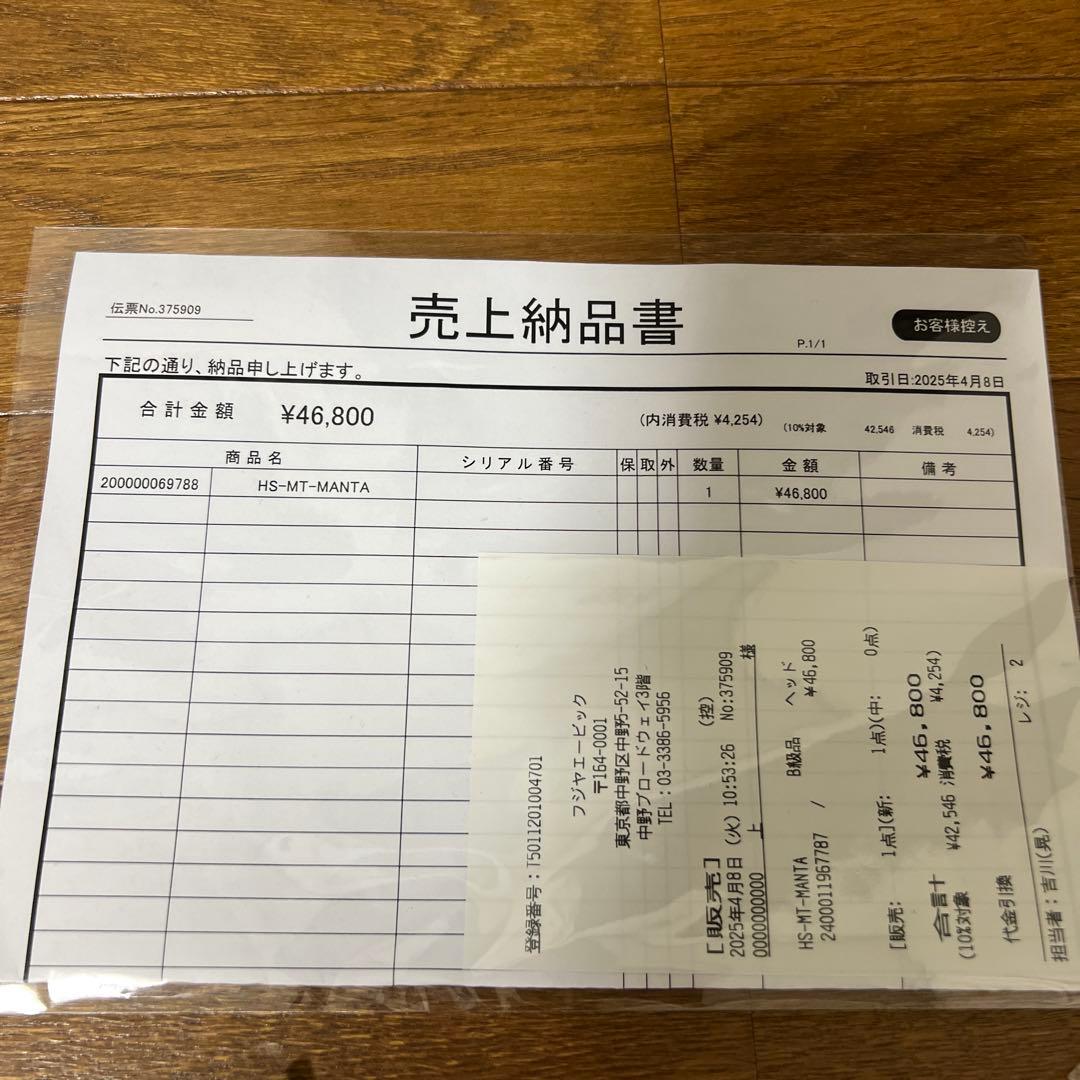 伝票No.375909
売上納品書
お客様控え
P.1/1
下記の通り、納品申し上げます。
取引日:2025年4月8日
合計金額 ¥46,800 (内消費税 ¥4,254) (10%対象 42,546 消費税 4,254)
商品名 シリアル番号 保 取 外 数量 金額 備考
200000069788 HS-MT-MANTA 1 ¥46,800
登録番号:T5011201004701
フジヤエービック
〒164-0001
東京都中野区中野5-52-15
中野ブロードウェイ3階
TEL:03-3386-5956
[販売] (控)
2025年4月8日 (火) 10:53:26 No:375909
0000000000 上 様
HS-MT-MANTA / B級品 ヘッド
2400011967787 ¥46,800
[販売: 1点](新: 1点)(中: 0点)
合計 ¥46,800
(10%対象 ¥42,546 消費税 ¥4,254)
代金引換 ¥46,800
担当者:吉川(晃) レジ: 2